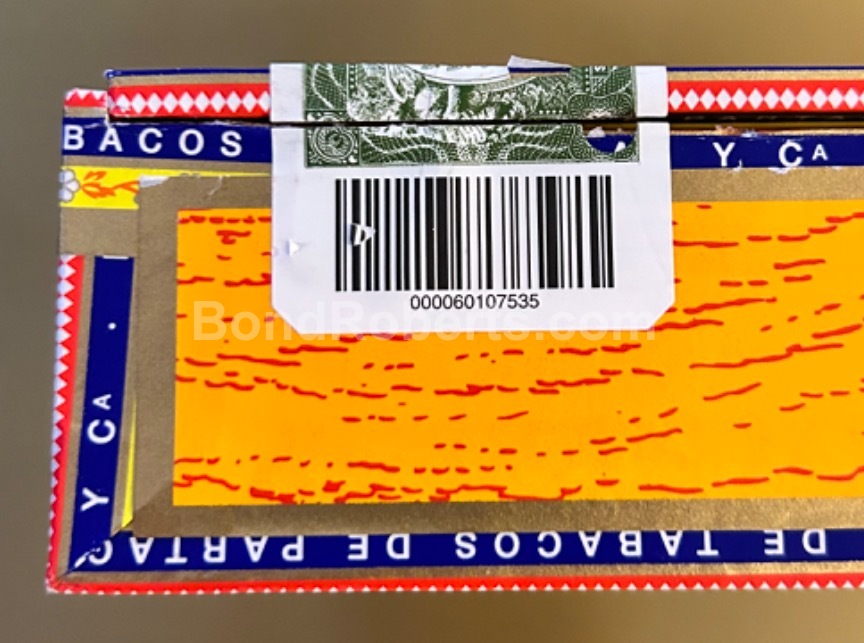 BACOS
Y CA
000060107535
BondRoberts.com
Y CA ·
DE TABACOS DE PARTAG